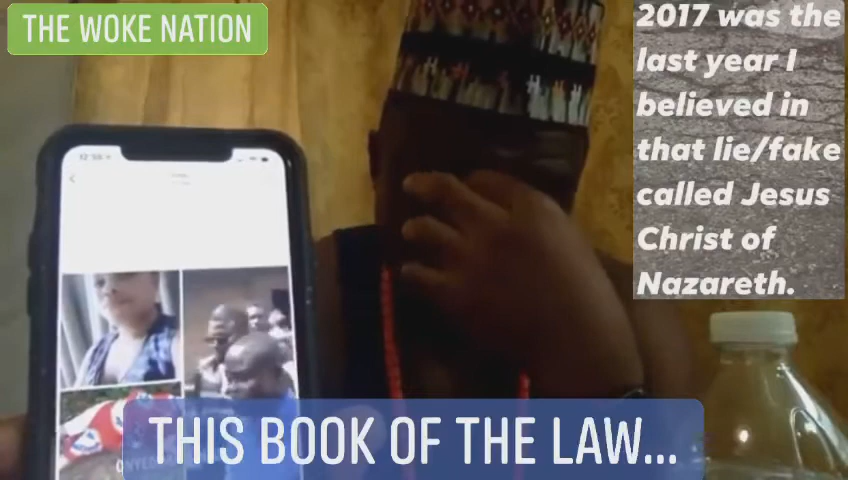 THE WOKE NATION
2017 was the
last year I
believed in
that lie/fake
called Jesus
Christ of
Nazareth.
THIS BOOK OF THE LAW...